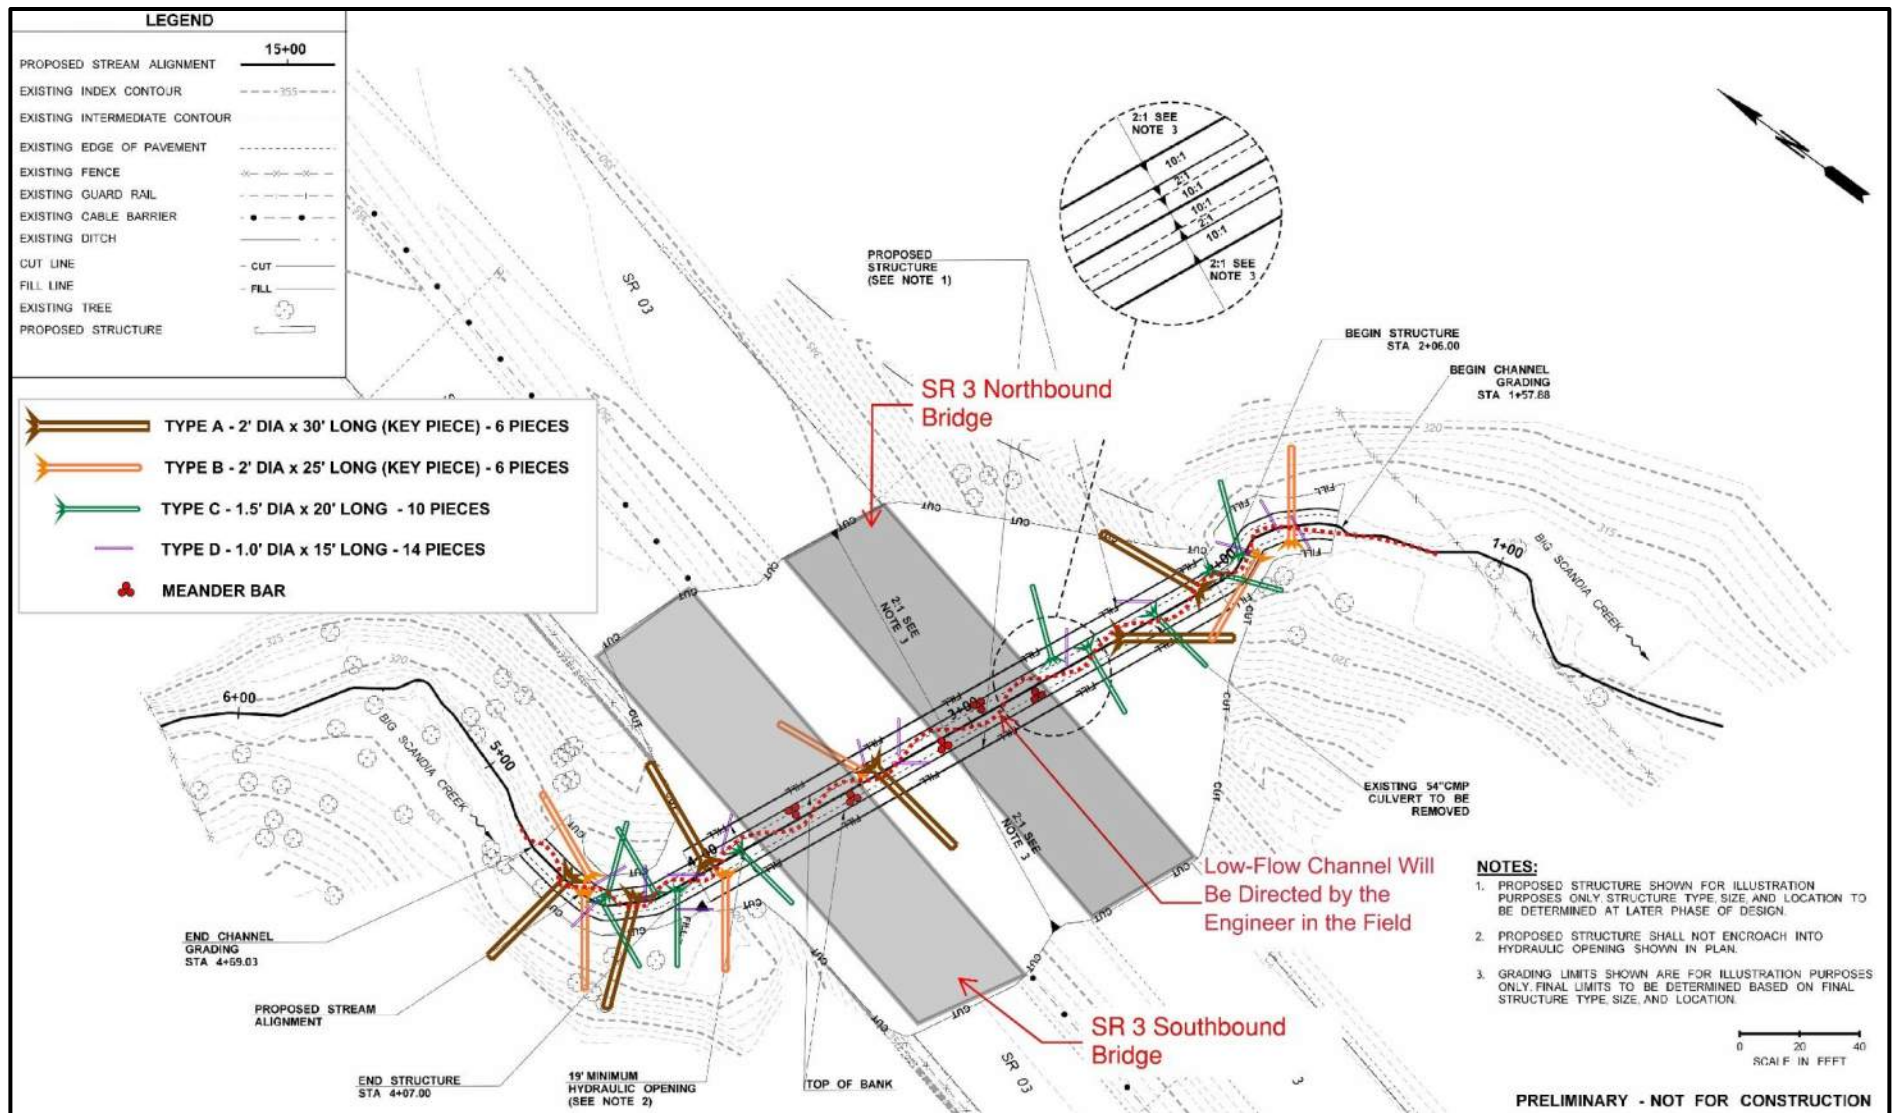 LEGEND
15+00
PROPOSED STREAM ALIGNMENT
EXISTING INDEX CONTOUR
355
EXISTING INTERMEDIATE CONTOUR
EXISTING EDGE OF PAVEMENT
EXISTING FENCE
EXISTING GUARD RAIL
EXISTING CABLE BARRIER
EXISTING DITCH
CUT LINE
CUT
FILL LINE
FILL
EXISTING TREE
PROPOSED STRUCTURE
TYPE A - 2' DIA x 30' LONG (KEY PIECE) - 6 PIECES
TYPE B - 2' DIA x 25' LONG (KEY PIECE) - 6 PIECES
TYPE C - 1.5' DIA x 20' LONG - 10 PIECES
TYPE D - 1.0' DIA x 15' LONG - 14 PIECES
MEANDER BAR
SR 03
PROPOSED
STRUCTURE
(SEE NOTE 1)
2:1 SEE
NOTE 3
10:1
2:1
10:1
10:1
2:1
10:1
2:1 SEE
NOTE 3
N
BEGIN STRUCTURE
STA 2+06.00
BEGIN CHANNEL
GRADING
STA 1+57.88
SR 3 Northbound
Bridge
345
320
315
1+00
BIG SCANDIA CREEK
320
2:1 SEE
NOTE 3
3+00
2:1 SEE
NOTE 3
EXISTING 54"CMP
CULVERT TO BE
REMOVED
325
320
6+00
BIG SCANDIA CREEK
5+00
320
END CHANNEL
GRADING
STA 4+69.03
PROPOSED STREAM
ALIGNMENT
END STRUCTURE
STA 4+07.00
19' MINIMUM
HYDRAULIC OPENING
(SEE NOTE 2)
TOP OF BANK
SR 3 Southbound
Bridge
SR 03
3
Low-Flow Channel Will
Be Directed by the
Engineer in the Field
NOTES:
1. PROPOSED STRUCTURE SHOWN FOR ILLUSTRATION
PURPOSES ONLY. STRUCTURE TYPE, SIZE, AND LOCATION TO
BE DETERMINED AT LATER PHASE OF DESIGN.
2. PROPOSED STRUCTURE SHALL NOT ENCROACH INTO
HYDRAULIC OPENING SHOWN IN PLAN.
3. GRADING LIMITS SHOWN ARE FOR ILLUSTRATION PURPOSES
ONLY. FINAL LIMITS TO BE DETERMINED BASED ON FINAL
STRUCTURE TYPE, SIZE, AND LOCATION.
0 20 40
SCALE IN FEET
PRELIMINARY - NOT FOR CONSTRUCTION